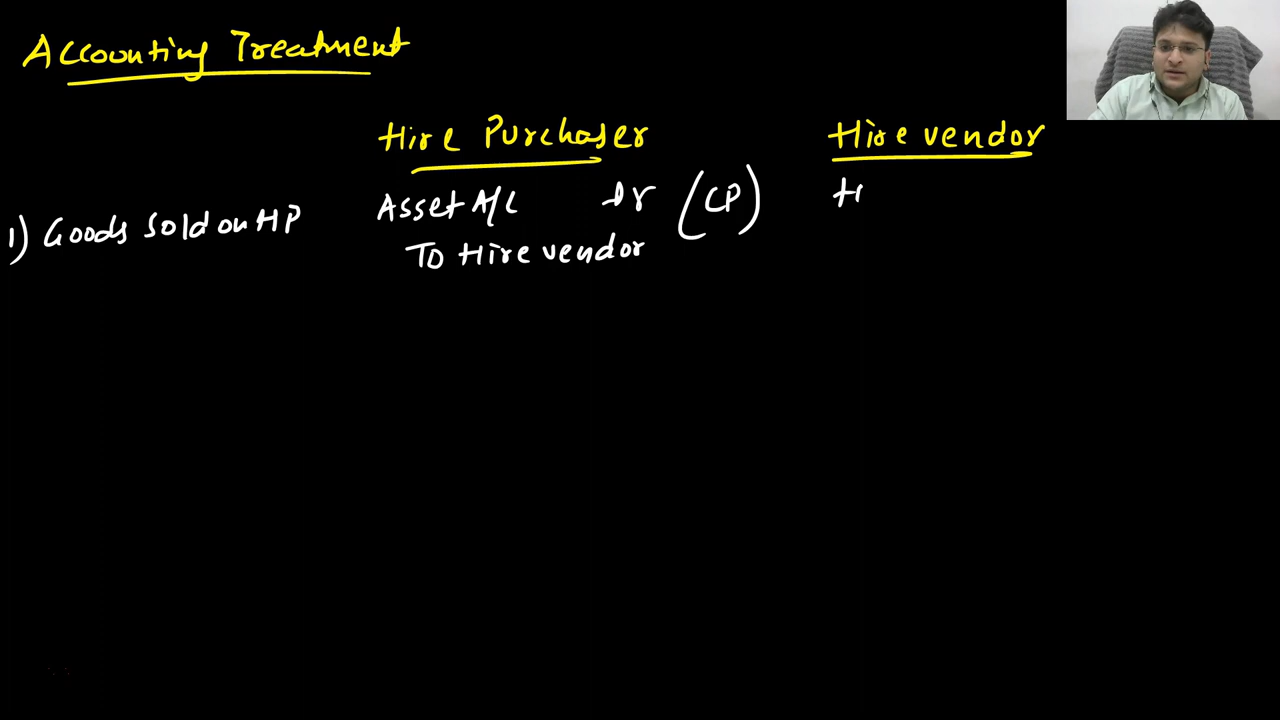 Accounting Treatment
Hire Purchaser Hire vendor
1) Goods sold on HP Asset A/c Dr (CP) H
To Hire vendor